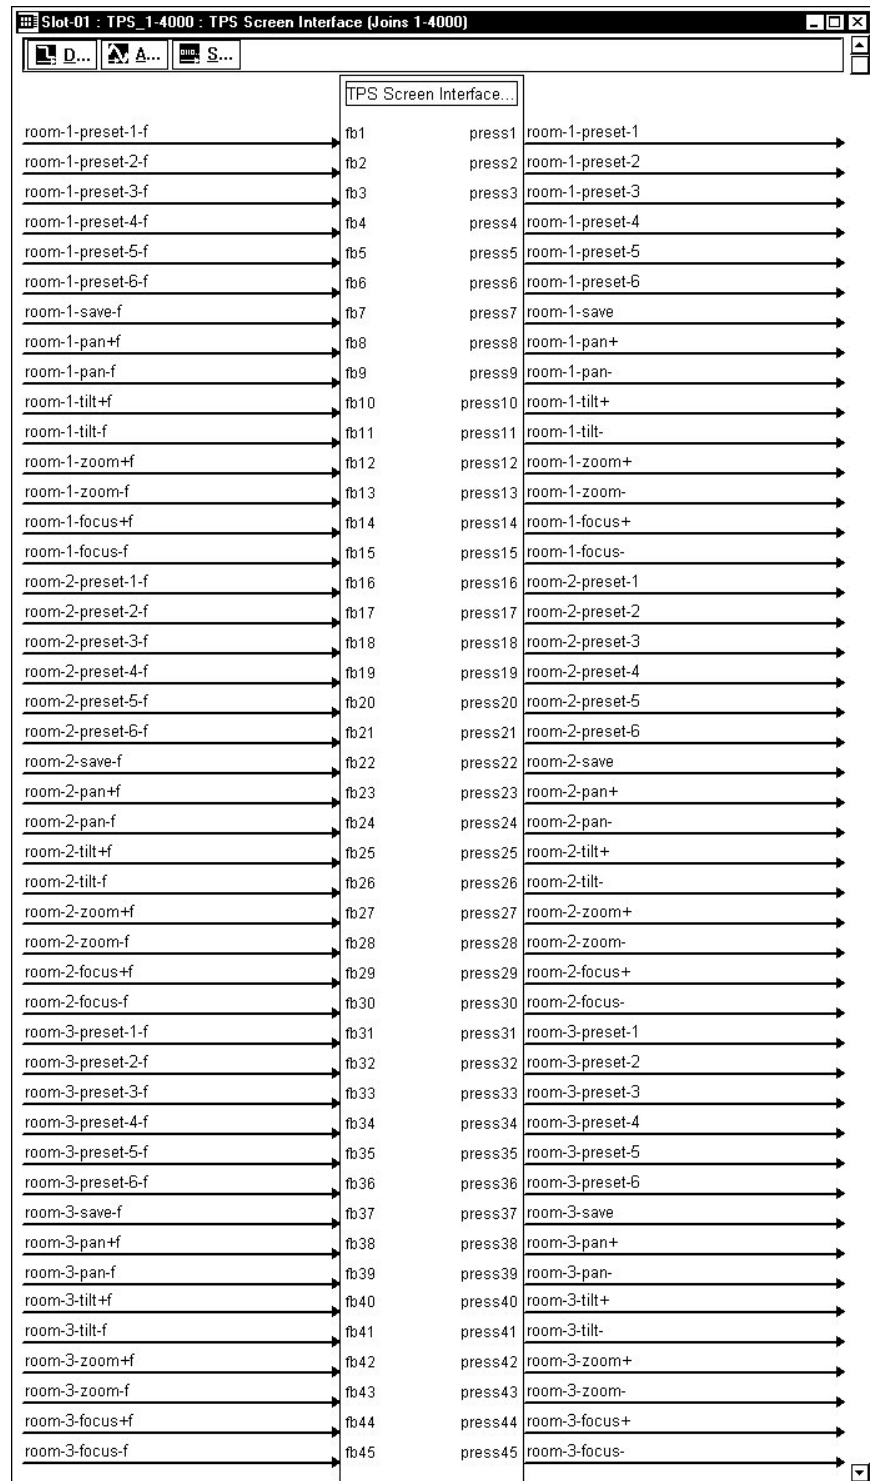 Slot-01 : TPS_1-4000 : TPS Screen Interface (Joins 1-4000)
D... A... S...
TPS Screen Interface...
room-1-preset-1-f fb1 press1 room-1-preset-1
room-1-preset-2-f fb2 press2 room-1-preset-2
room-1-preset-3-f fb3 press3 room-1-preset-3
room-1-preset-4-f fb4 press4 room-1-preset-4
room-1-preset-5-f fb5 press5 room-1-preset-5
room-1-preset-6-f fb6 press6 room-1-preset-6
room-1-save-f fb7 press7 room-1-save
room-1-pan+f fb8 press8 room-1-pan+
room-1-pan-f fb9 press9 room-1-pan-
room-1-tilt+f fb10 press10 room-1-tilt+
room-1-tilt-f fb11 press11 room-1-tilt-
room-1-zoom+f fb12 press12 room-1-zoom+
room-1-zoom-f fb13 press13 room-1-zoom-
room-1-focus+f fb14 press14 room-1-focus+
room-1-focus-f fb15 press15 room-1-focus-
room-2-preset-1-f fb16 press16 room-2-preset-1
room-2-preset-2-f fb17 press17 room-2-preset-2
room-2-preset-3-f fb18 press18 room-2-preset-3
room-2-preset-4-f fb19 press19 room-2-preset-4
room-2-preset-5-f fb20 press20 room-2-preset-5
room-2-preset-6-f fb21 press21 room-2-preset-6
room-2-save-f fb22 press22 room-2-save
room-2-pan+f fb23 press23 room-2-pan+
room-2-pan-f fb24 press24 room-2-pan-
room-2-tilt+f fb25 press25 room-2-tilt+
room-2-tilt-f fb26 press26 room-2-tilt-
room-2-zoom+f fb27 press27 room-2-zoom+
room-2-zoom-f fb28 press28 room-2-zoom-
room-2-focus+f fb29 press29 room-2-focus+
room-2-focus-f fb30 press30 room-2-focus-
room-3-preset-1-f fb31 press31 room-3-preset-1
room-3-preset-2-f fb32 press32 room-3-preset-2
room-3-preset-3-f fb33 press33 room-3-preset-3
room-3-preset-4-f fb34 press34 room-3-preset-4
room-3-preset-5-f fb35 press35 room-3-preset-5
room-3-preset-6-f fb36 press36 room-3-preset-6
room-3-save-f fb37 press37 room-3-save
room-3-pan+f fb38 press38 room-3-pan+
room-3-pan-f fb39 press39 room-3-pan-
room-3-tilt+f fb40 press40 room-3-tilt+
room-3-tilt-f fb41 press41 room-3-tilt-
room-3-zoom+f fb42 press42 room-3-zoom+
room-3-zoom-f fb43 press43 room-3-zoom-
room-3-focus+f fb44 press44 room-3-focus+
room-3-focus-f fb45 press45 room-3-focus-